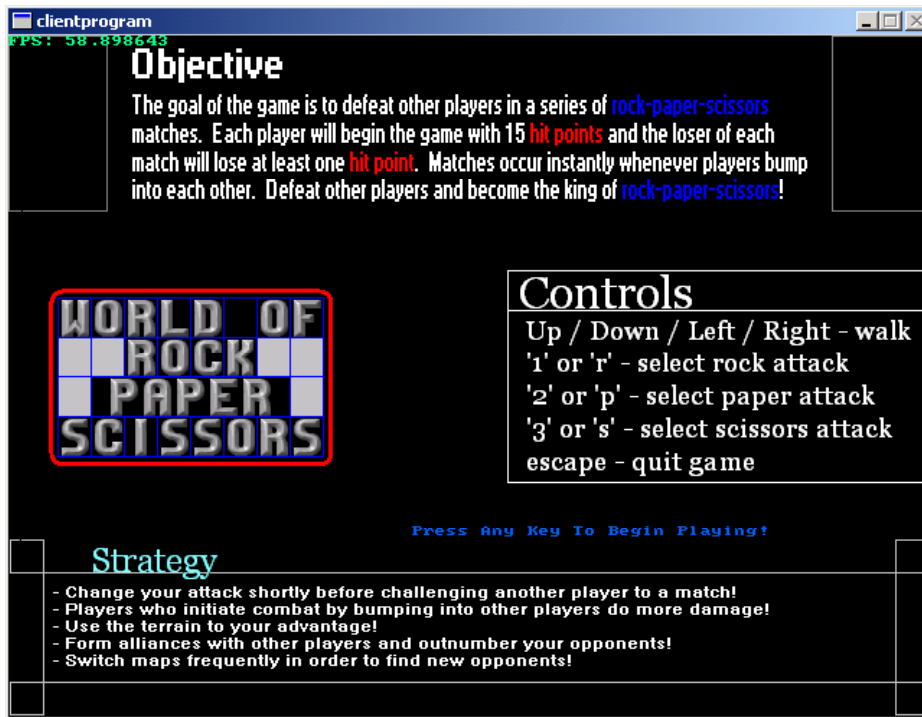 clientprogram
FPS: 58.898643
Objective
The goal of the game is to defeat other players in a series of rock-paper-scissors
matches. Each player will begin the game with 15 hit points and the loser of each
match will lose at least one hit point. Matches occur instantly whenever players bump
into each other. Defeat other players and become the king of rock-paper-scissors!
WORLD OF
ROCK
PAPER
SCISSORS
Controls
Up / Down / Left / Right - walk
'1' or 'r' - select rock attack
'2' or 'p' - select paper attack
'3' or 's' - select scissors attack
escape - quit game
Press Any Key To Begin Playing!
Strategy
- Change your attack shortly before challenging another player to a match!
- Players who initiate combat by bumping into other players do more damage!
- Use the terrain to your advantage!
- Form alliances with other players and outnumber your opponents!
- Switch maps frequently in order to find new opponents!